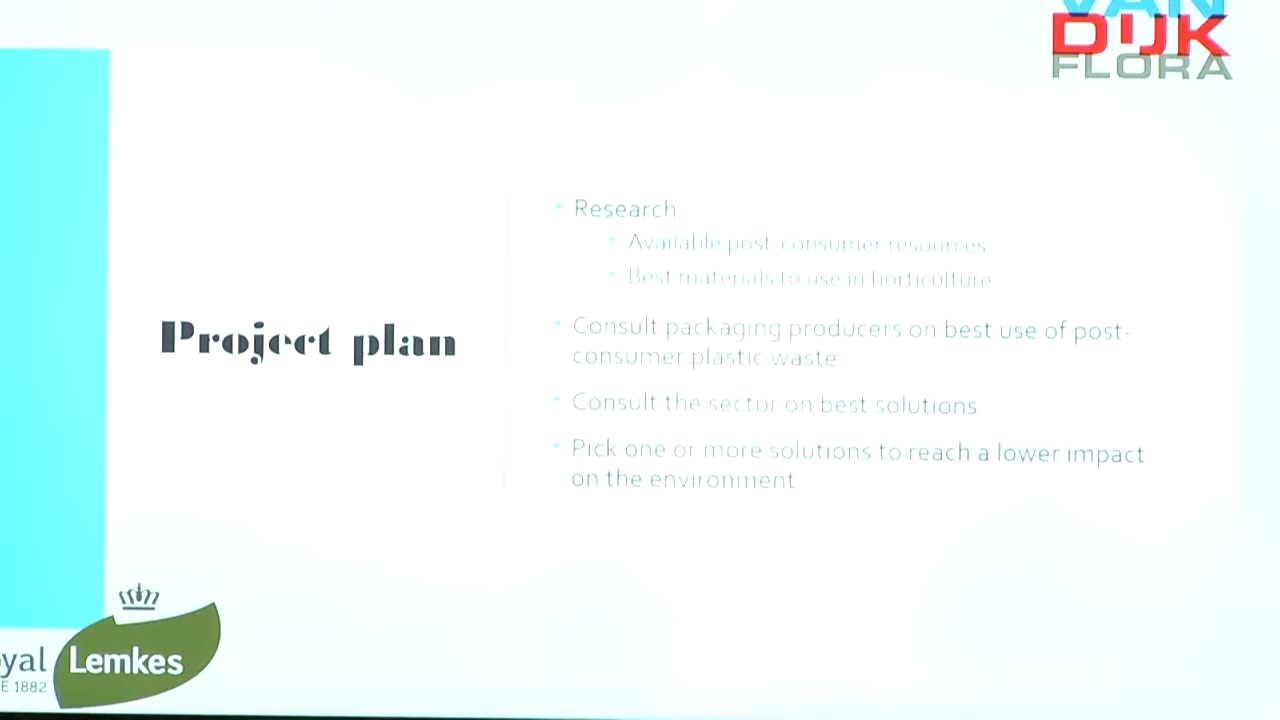 VAN
DIJK
FLORA
Research:
Available post-consumer resources
Best materials to use in horticulture
Project plan
Consult packaging producers on best use of post-
consumer plastic waste
Consult the sector on best solutions
Pick one or more solutions to reach a lower impact
on the environment
yal Lemkes
E 1882